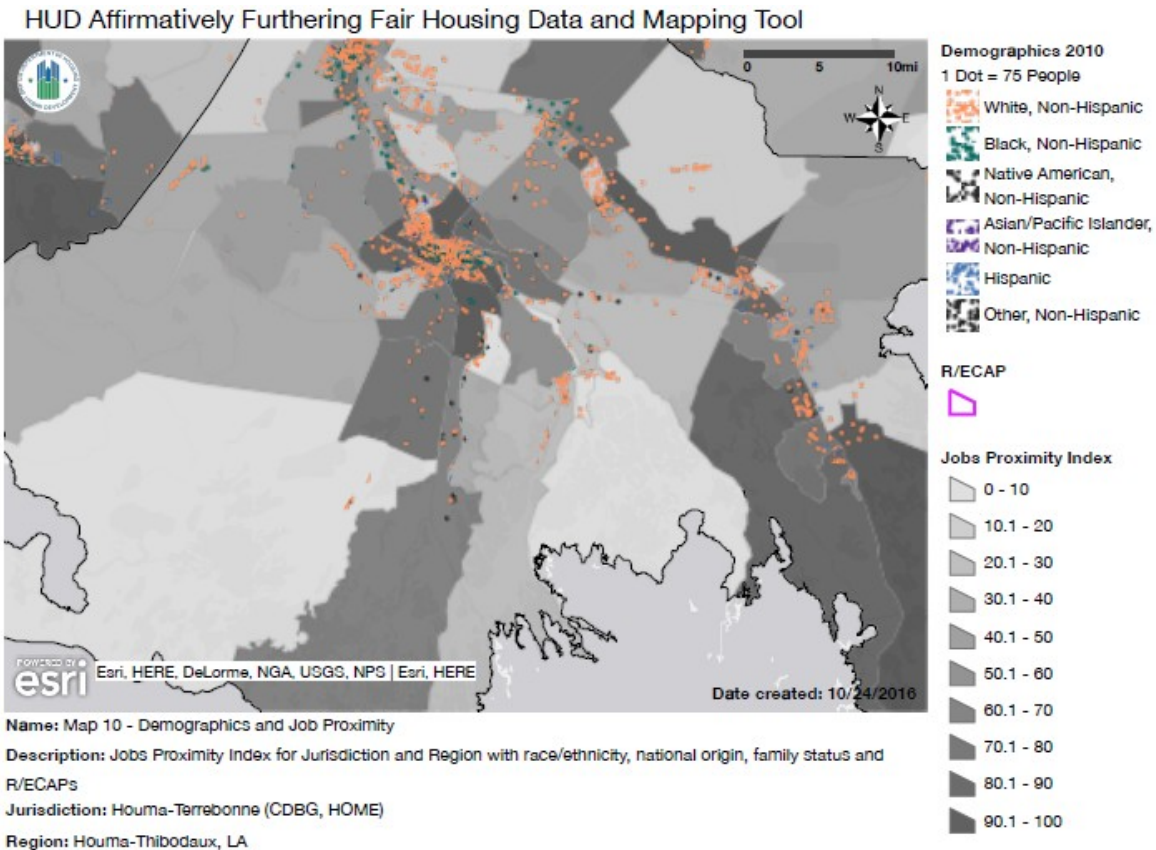 HUD Affirmatively Furthering Fair Housing Data and Mapping Tool
0 5 10mi
N
W E
S
POWERED BY
esri
Esri, HERE, DeLorme, NGA, USGS, NPS | Esri, HERE
Date created: 10/24/2016
Demographics 2010
1 Dot = 75 People
White, Non-Hispanic
Black, Non-Hispanic
Native American,
Non-Hispanic
Asian/Pacific Islander,
Non-Hispanic
Hispanic
Other, Non-Hispanic
R/ECAP
Jobs Proximity Index
0 - 10
10.1 - 20
20.1 - 30
30.1 - 40
40.1 - 50
50.1 - 60
60.1 - 70
70.1 - 80
80.1 - 90
90.1 - 100
Name: Map 10 - Demographics and Job Proximity
Description: Jobs Proximity Index for Jurisdiction and Region with race/ethnicity, national origin, family status and
R/ECAPs
Jurisdiction: Houma-Terrebonne (CDBG, HOME)
Region: Houma-Thibodaux, LA